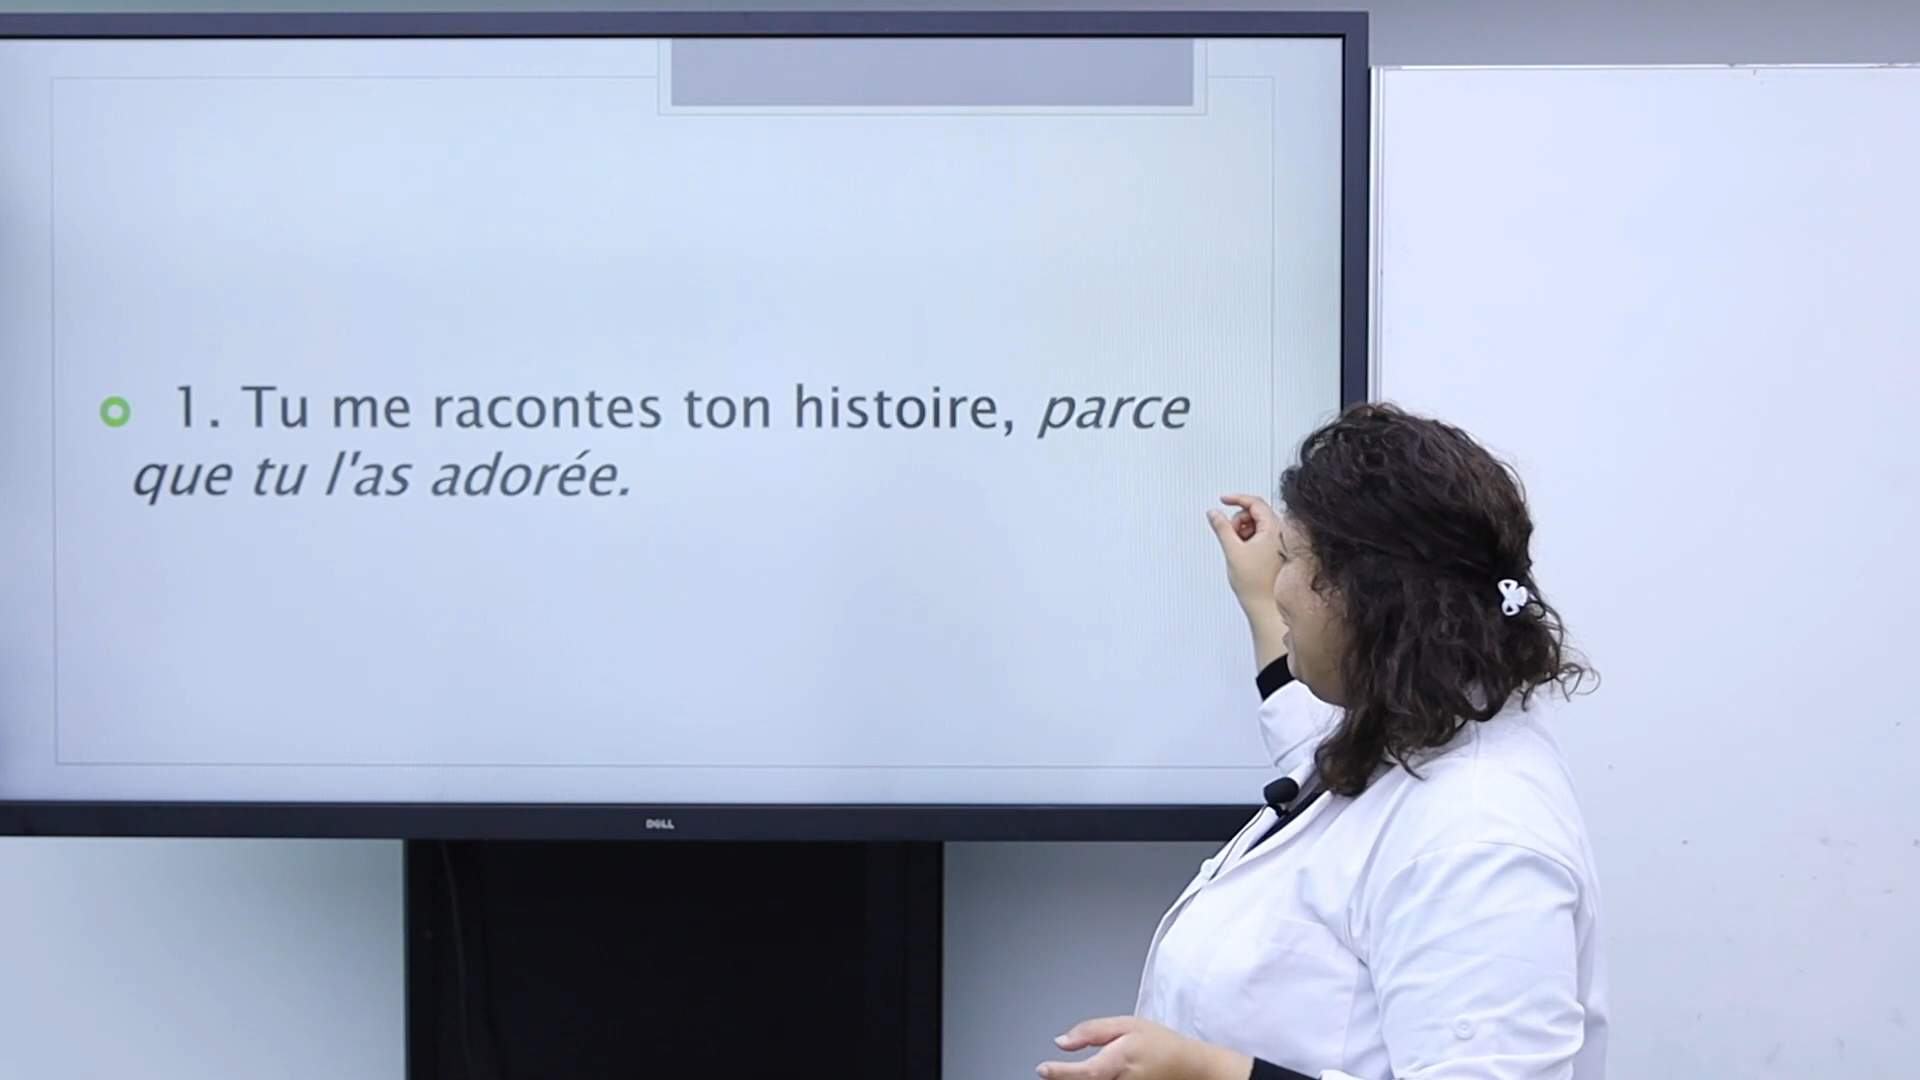 1. Tu me racontes ton histoire, parce
que tu l'as adorée.
DELL